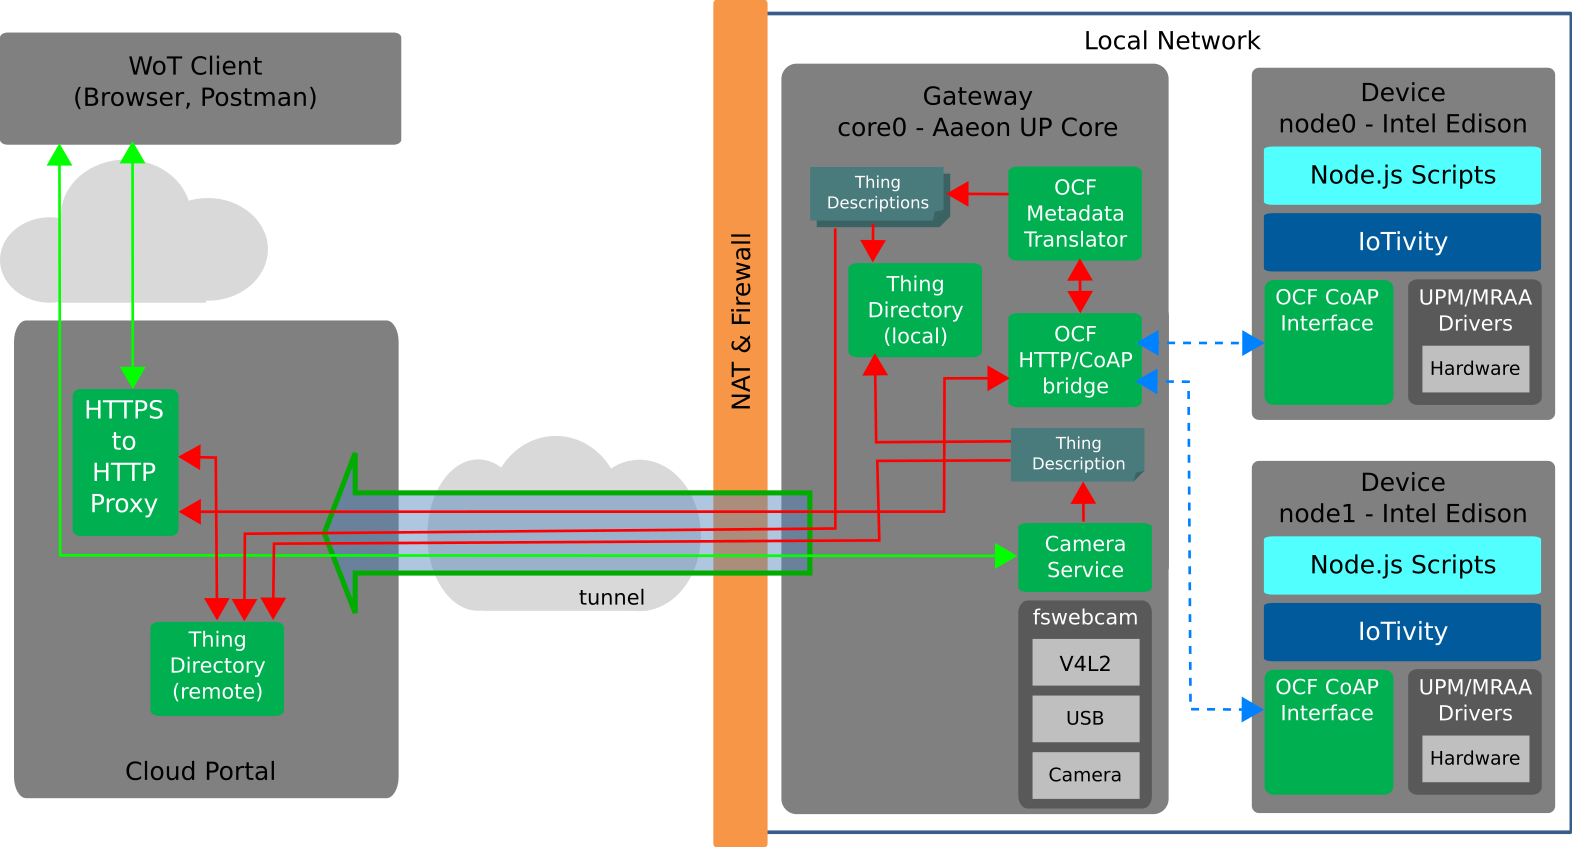 WoT Client
(Browser, Postman)
HTTPS
to
HTTP
Proxy
Thing
Directory
(remote)
Cloud Portal
tunnel
NAT & Firewall
Local Network
Gateway
core0 - Aaeon UP Core
Thing
Descriptions
OCF
Metadata
Translator
Thing
Directory
(local)
OCF
HTTP/CoAP
bridge
Thing
Description
Camera
Service
fswebcam
V4L2
USB
Camera
Device
node0 - Intel Edison
Node.js Scripts
IoTivity
OCF CoAP
Interface
UPM/MRAA
Drivers
Hardware
Device
node1 - Intel Edison
Node.js Scripts
IoTivity
OCF CoAP
Interface
UPM/MRAA
Drivers
Hardware